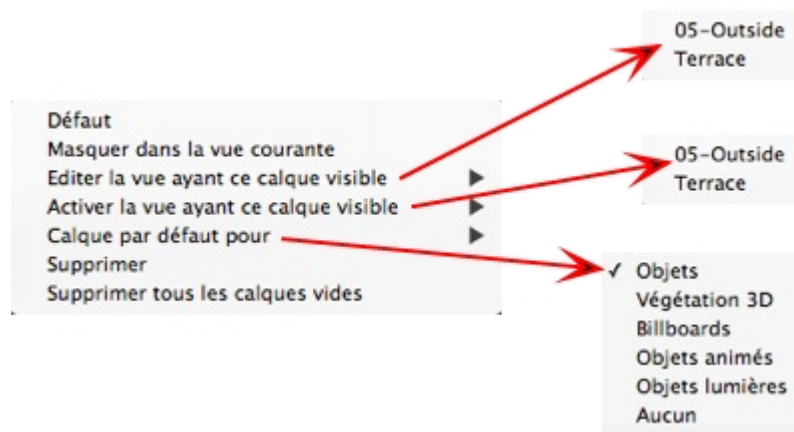 05-Outside
Terrace
Défaut
Masquer dans la vue courante
Editer la vue ayant ce calque visible
Activer la vue ayant ce calque visible
Calque par défaut pour
Supprimer
Supprimer tous les calques vides
05-Outside
Terrace
✓ Objets
Végétation 3D
Billboards
Objets animés
Objets lumières
Aucun